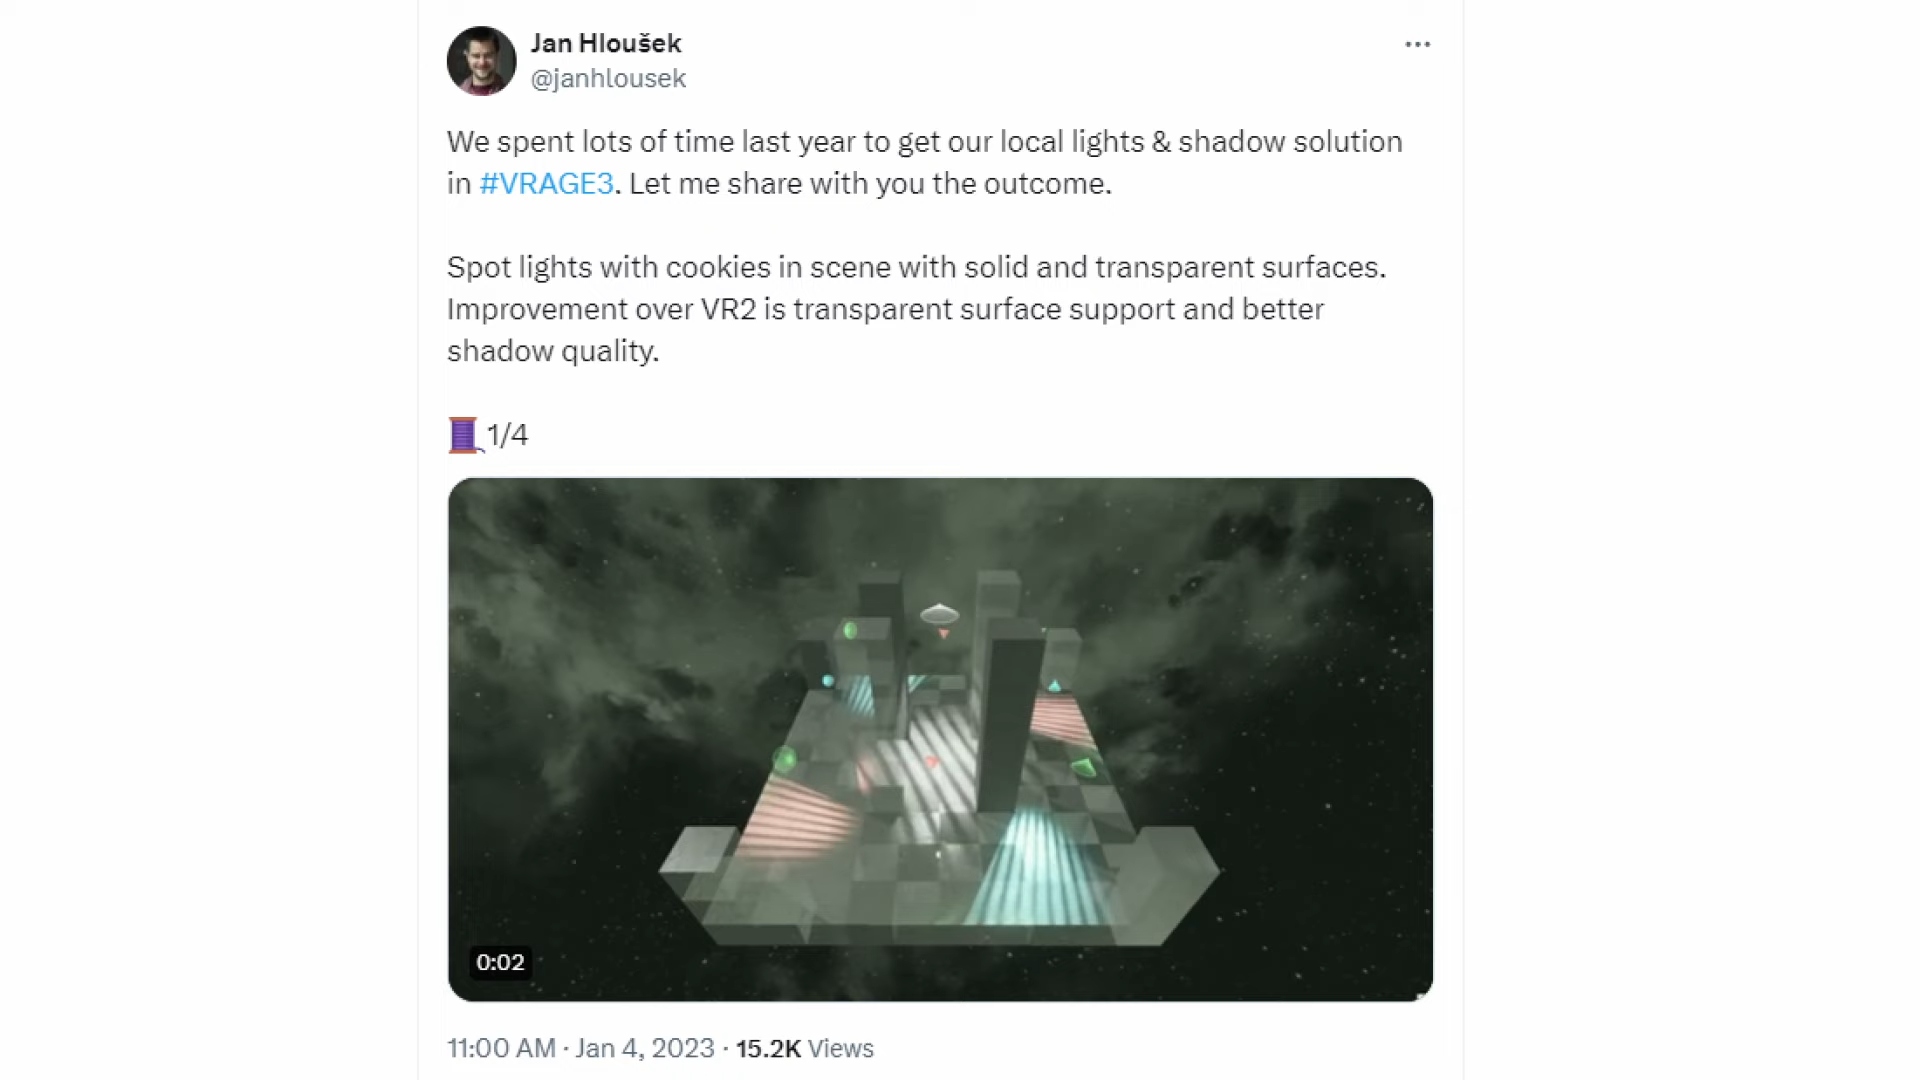 Jan Hloušek
@janhlousek
We spent lots of time last year to get our local lights & shadow solution
in #VRAGE3. Let me share with you the outcome.
Spot lights with cookies in scene with solid and transparent surfaces.
Improvement over VR2 is transparent surface support and better
shadow quality.
🧵1/4
0:02
11:00 AM · Jan 4, 2023 · 15.2K Views